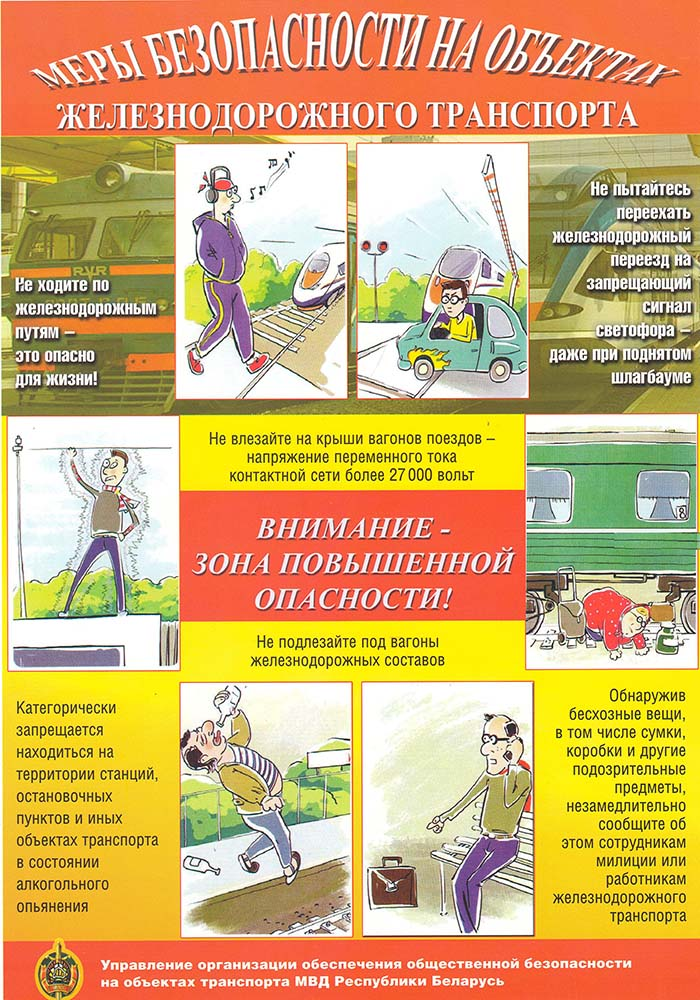 МЕРЫ БЕЗОПАСНОСТИ НА ОБЪЕКТАХ
ЖЕЛЕЗНОДОРОЖНОГО ТРАНСПОРТА
Не ходите по
железнодорожным
путям –
это опасно
для жизни!
RVR
Не пытайтесь
переехать
железнодорожный
переезд на
запрещающий
сигнал
светофора –
даже при поднятом
шлагбауме
Не влезайте на крыши вагонов поездов –
напряжение переменного тока
контактной сети более 27 000 вольт
8
ВНИМАНИЕ -
ЗОНА ПОВЫШЕННОЙ
ОПАСНОСТИ!
Не подлезайте под вагоны
железнодорожных составов
Категорически
запрещается
находиться на
территории станций,
остановочных
пунктов и иных
объектах транспорта
в состоянии
алкогольного
опьянения
Обнаружив
бесхозные вещи,
в том числе сумки,
коробки и другие
подозрительные
предметы,
незамедлительно
сообщите об
этом сотрудникам
милиции или
работникам
железнодорожного
транспорта
Управление организации обеспечения общественной безопасности
на объектах транспорта МВД Республики Беларусь